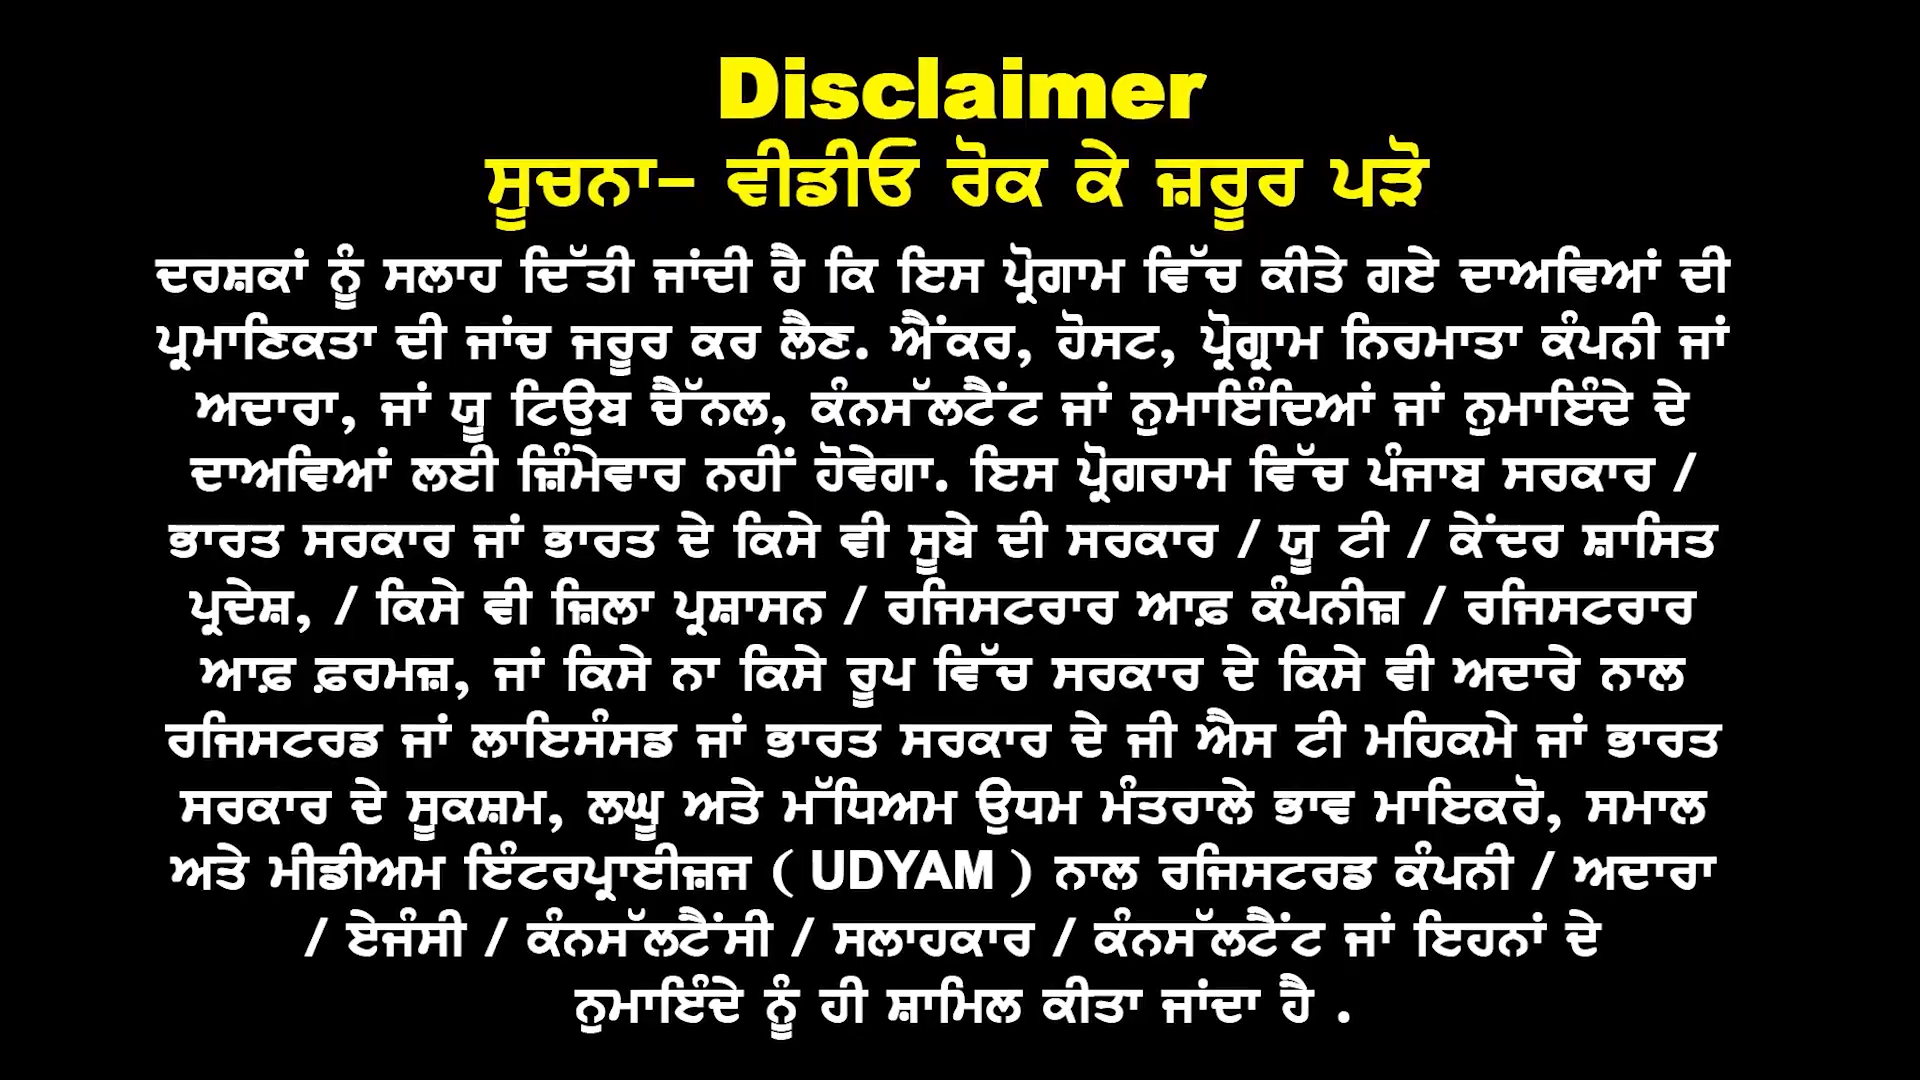 Disclaimer
ਸੂਚਨਾ- ਵੀਡੀਓ ਰੋਕ ਕੇ ਜ਼ਰੂਰ ਪੜੋ
ਦਰਸ਼ਕਾਂ ਨੂੰ ਸਲਾਹ ਦਿੱਤੀ ਜਾਂਦੀ ਹੈ ਕਿ ਇਸ ਪ੍ਰੋਗਾਮ ਵਿੱਚ ਕੀਤੇ ਗਏ ਦਾਅਵਿਆਂ ਦੀ
ਪ੍ਰਮਾਣਿਕਤਾ ਦੀ ਜਾਂਚ ਜਰੂਰ ਕਰ ਲੈਣ. ਐਂਕਰ, ਹੋਸਟ, ਪ੍ਰੋਗ੍ਰਾਮ ਨਿਰਮਾਤਾ ਕੰਪਨੀ ਜਾਂ
ਅਦਾਰਾ, ਜਾਂ ਯੂ ਟਿਉਬ ਚੈੱਨਲ, ਕੰਨਸੱਲਟੈਂਟ ਜਾਂ ਨੁਮਾਇੰਦਿਆਂ ਜਾਂ ਨੁਮਾਇੰਦੇ ਦੇ
ਦਾਅਵਿਆਂ ਲਈ ਜ਼ਿੰਮੇਵਾਰ ਨਹੀਂ ਹੋਵੇਗਾ. ਇਸ ਪ੍ਰੋਗਰਾਮ ਵਿੱਚ ਪੰਜਾਬ ਸਰਕਾਰ /
ਭਾਰਤ ਸਰਕਾਰ ਜਾਂ ਭਾਰਤ ਦੇ ਕਿਸੇ ਵੀ ਸੂਬੇ ਦੀ ਸਰਕਾਰ / ਯੂ ਟੀ / ਕੇਂਦਰ ਸ਼ਾਸਿਤ
ਪ੍ਰਦੇਸ਼, / ਕਿਸੇ ਵੀ ਜ਼ਿਲਾ ਪ੍ਰਸ਼ਾਸਨ / ਰਜਿਸਟਰਾਰ ਆਫ਼ ਕੰਪਨੀਜ਼ / ਰਜਿਸਟਰਾਰ
ਆਫ਼ ਫ਼ਰਮਜ਼, ਜਾਂ ਕਿਸੇ ਨਾ ਕਿਸੇ ਰੂਪ ਵਿੱਚ ਸਰਕਾਰ ਦੇ ਕਿਸੇ ਵੀ ਅਦਾਰੇ ਨਾਲ
ਰਜਿਸਟਰਡ ਜਾਂ ਲਾਇਸੰਸਡ ਜਾਂ ਭਾਰਤ ਸਰਕਾਰ ਦੇ ਜੀ ਐਸ ਟੀ ਮਹਿਕਮੇ ਜਾਂ ਭਾਰਤ
ਸਰਕਾਰ ਦੇ ਸੂਕਸ਼ਮ, ਲਘੂ ਅਤੇ ਮੱਧਿਅਮ ਉਧਮ ਮੰਤਰਾਲੇ ਭਾਵ ਮਾਇਕਰੋ, ਸਮਾਲ
ਅਤੇ ਮੀਡੀਅਮ ਇੰਟਰਪ੍ਰਾਈਜ਼ਜ ( UDYAM ) ਨਾਲ ਰਜਿਸਟਰਡ ਕੰਪਨੀ / ਅਦਾਰਾ
/ ਏਜੰਸੀ / ਕੰਨਸੱਲਟੈਂਸੀ / ਸਲਾਹਕਾਰ / ਕੰਨਸੱਲਟੈਂਟ ਜਾਂ ਇਹਨਾਂ ਦੇ
ਨੁਮਾਇੰਦੇ ਨੂੰ ਹੀ ਸ਼ਾਮਿਲ ਕੀਤਾ ਜਾਂਦਾ ਹੈ .